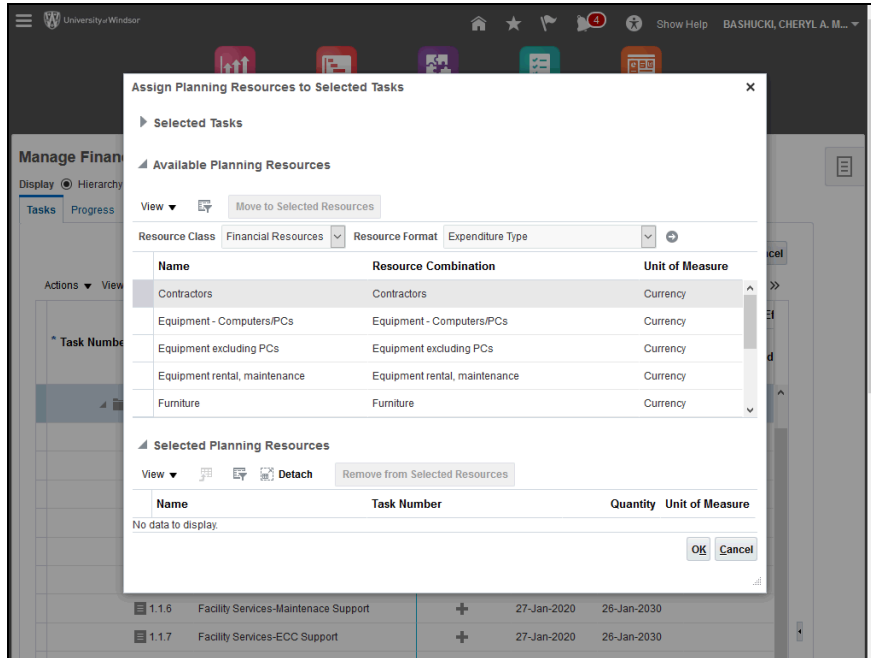 University of Windsor
4
Show Help BASHUCKI, CHERYL A. M...
Assign Planning Resources to Selected Tasks
Selected Tasks
Manage Finan
Available Planning Resources
Display Hierarchy
View Move to Selected Resources
Tasks Progress
Resource Class Financial Resources Resource Format Expenditure Type
Name Resource Combination Unit of Measure
Actions View
Contractors Contractors Currency
Equipment - Computers/PCs Equipment - Computers/PCs Currency
* Task Numbe
Equipment excluding PCs Equipment excluding PCs Currency
Equipment rental, maintenance Equipment rental, maintenance Currency
Furniture Furniture Currency
Selected Planning Resources
View Detach Remove from Selected Resources
Name Task Number Quantity Unit of Measure
No data to display.
OK Cancel
1.1.6 Facility Services-Maintenace Support 27-Jan-2020 26-Jan-2030
1.1.7 Facility Services-ECC Support 27-Jan-2020 26-Jan-2030